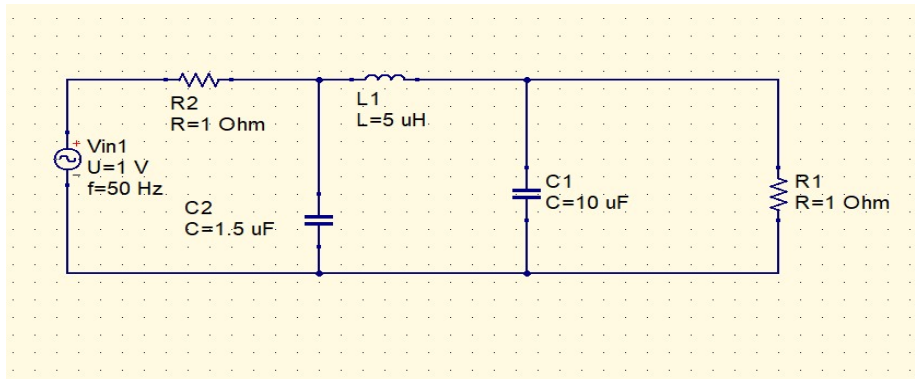 R2
R=1 Ohm
L1
L=5 uH
Vin1
U=1 V
f=50 Hz
C2
C=1.5 uF
C1
C=10 uF
R1
R=1 Ohm